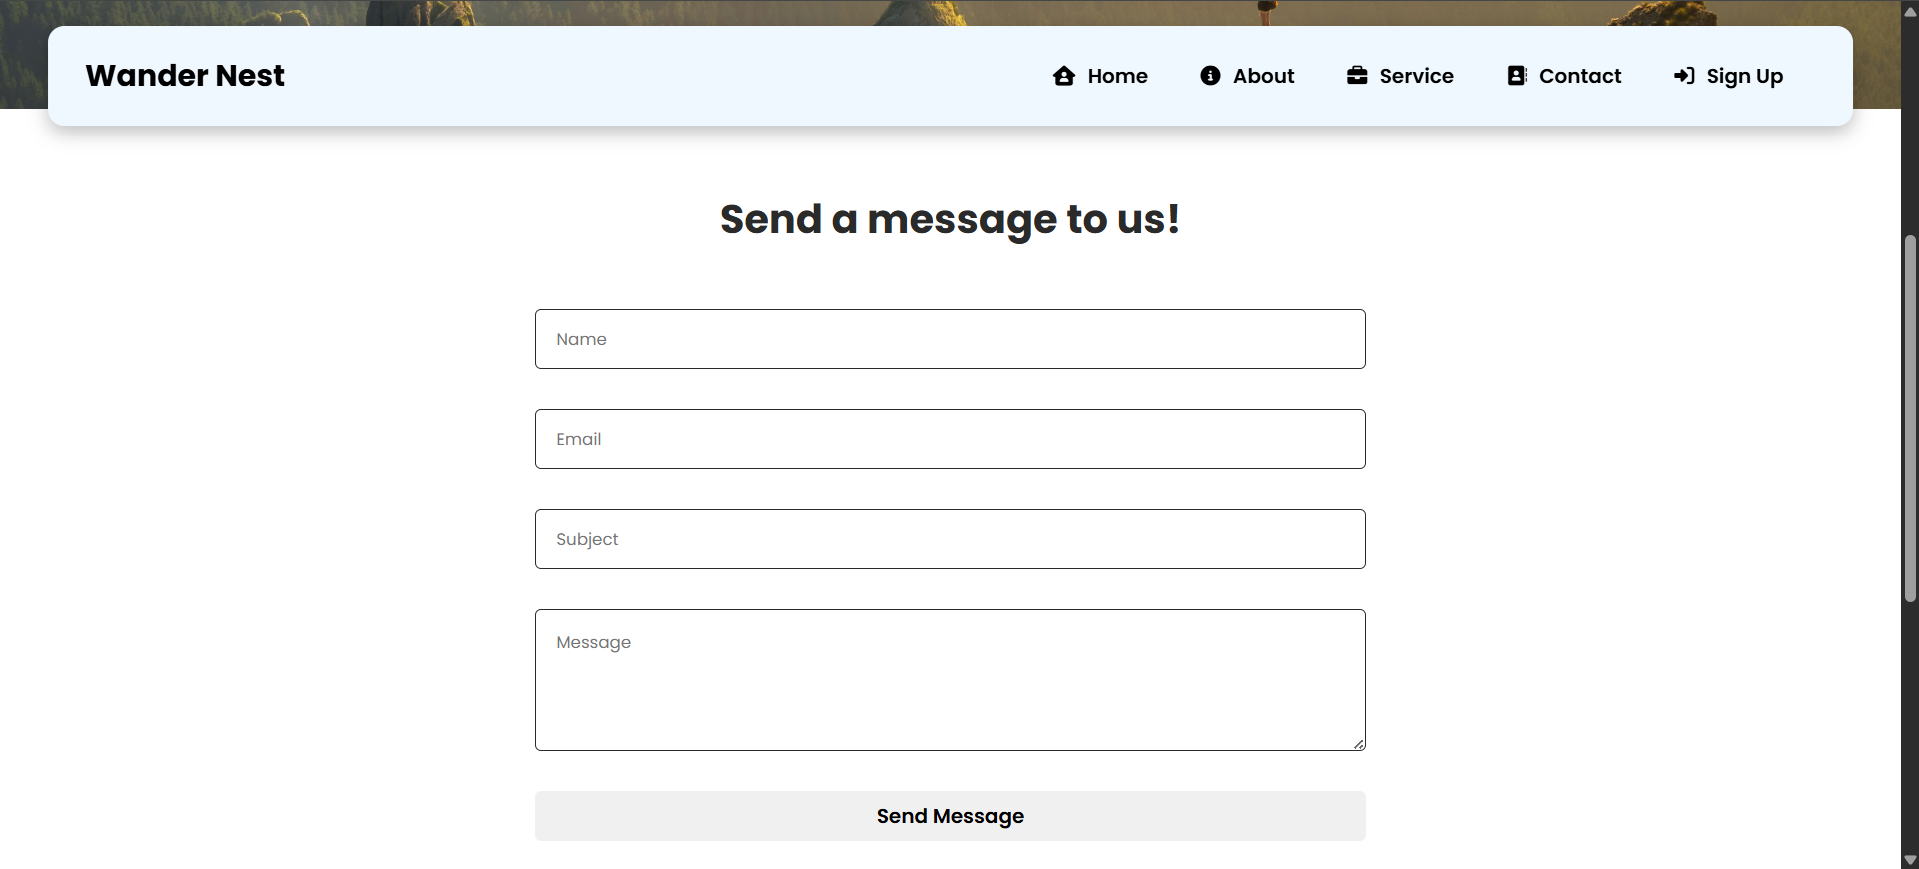 Wander Nest Home About Service Contact Sign Up
Send a message to us!
Name
Email
Subject
Message
Send Message